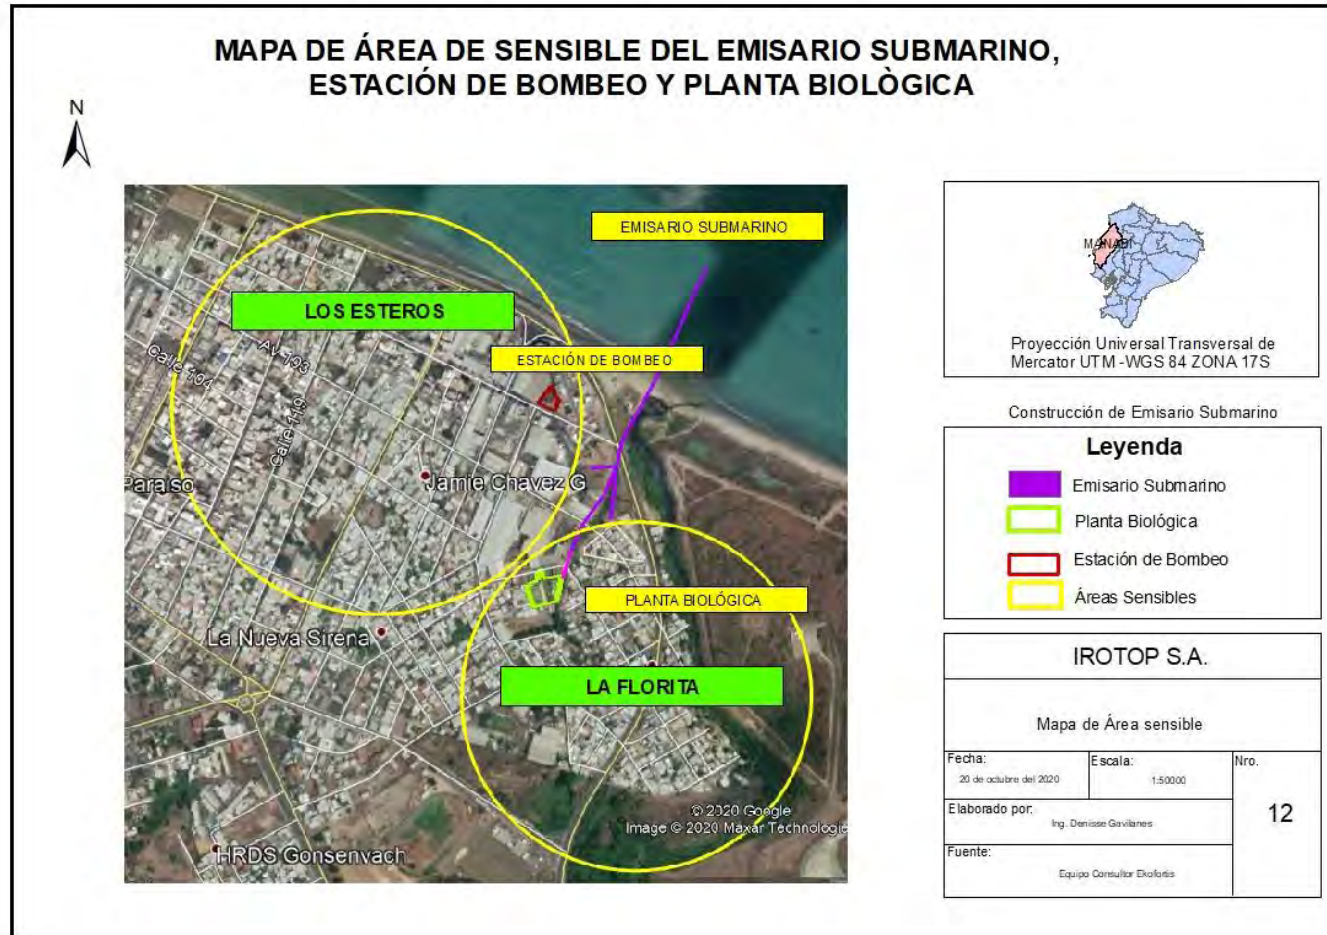 MAPA DE ÁREA DE SENSIBLE DEL EMISARIO SUBMARINO,
ESTACIÓN DE BOMBEO Y PLANTA BIOLÒGICA
N
EMISARIO SUBMARINO
LOS ESTEROS
ESTACIÓN DE BOMBEO
Av 103
Calle 104
Calle 119
Paraiso
Jamie Chavez G
PLANTA BIOLÓGICA
La Nueva Sirena
LA FLORITA
© 2020 Google
Image © 2020 Maxar Technologie
HRDS Gonsenvach
MANABI
Proyección Universal Transversal de
Mercator UTM -WGS 84 ZONA 17S
Construcción de Emisario Submarino
Leyenda
Emisario Submarino
Planta Biológica
Estación de Bombeo
Áreas Sensibles
IROTOP S.A.
Mapa de Área sensible
Fecha:
20 de octubre del 2020
Escala:
1:50000
Nro.
12
Elaborado por:
Ing. Denisse Gavilanes
Fuente:
Equipo Consultor Ekofortis